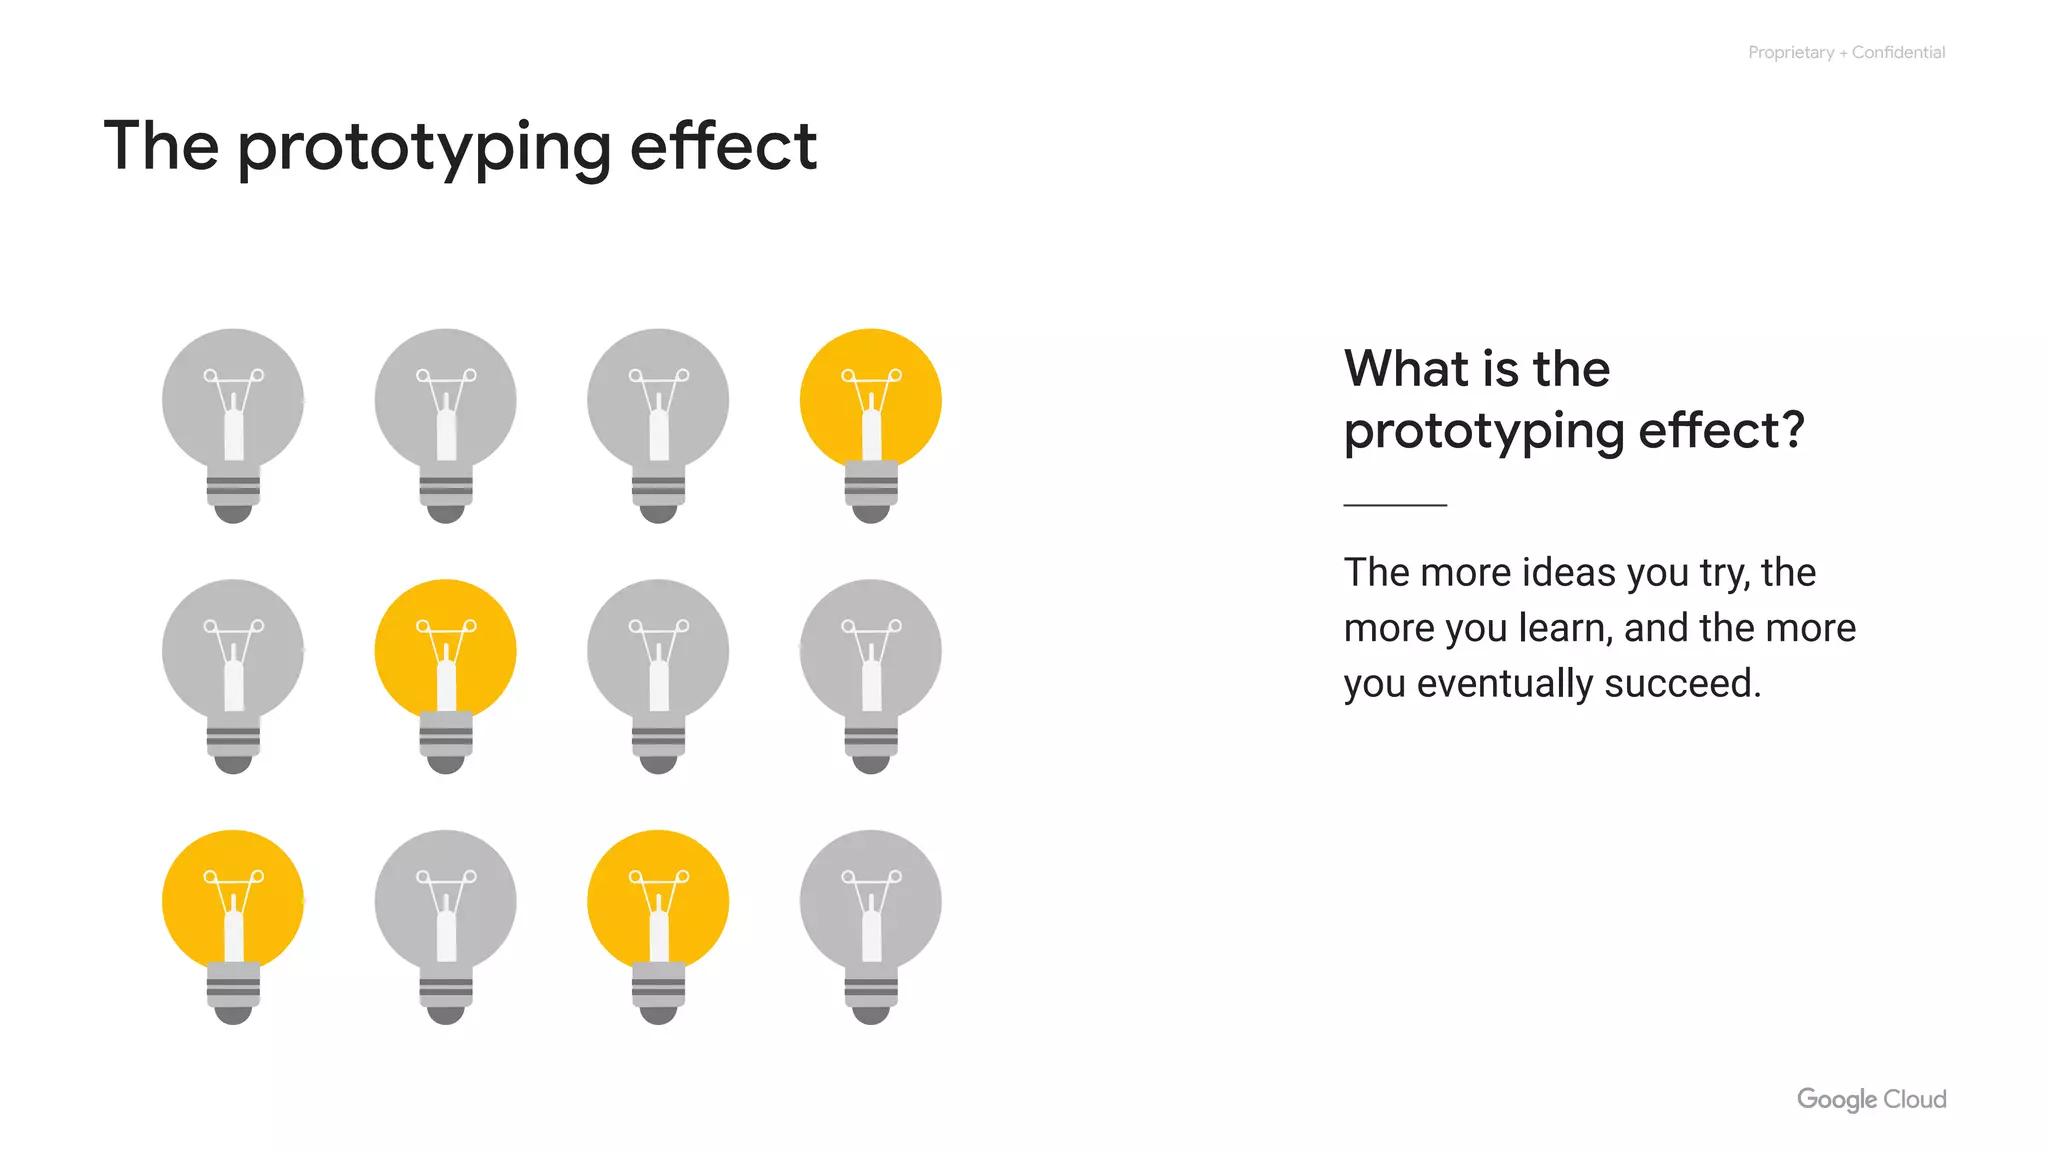 Proprietary + Confidential
The prototyping effect
What is the
prototyping effect?
The more ideas you try, the
more you learn, and the more
you eventually succeed.
Google Cloud